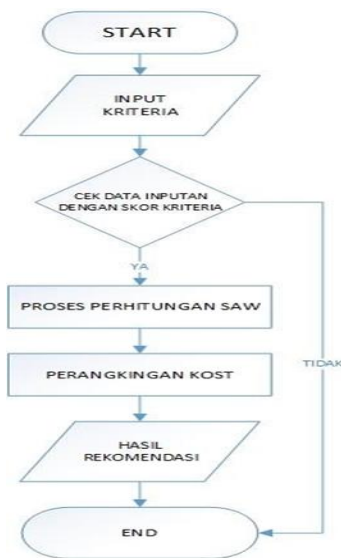 START
INPUT
KRITERIA
CEK DATA INPUTAN
DENGAN SKOR KRITERIA
YA
PROSES PERHITUNGAN SAW
PERANGKINGAN KOST
TIDAK
HASIL
REKOMENDASI
END